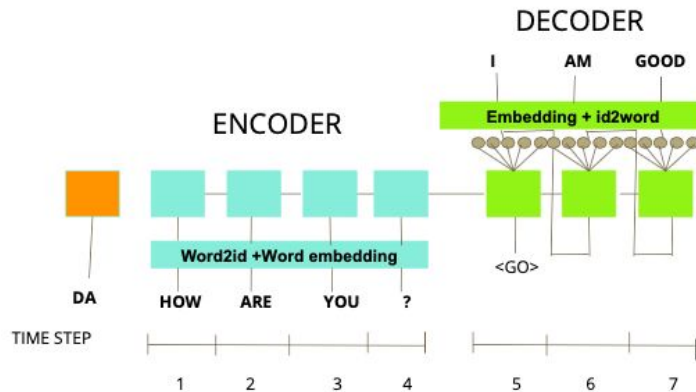 DECODER
I AM GOOD
Embedding + id2word
ENCODER
Word2id +Word embedding
<GO>
DA HOW ARE YOU ?
TIME STEP
1 2 3 4 5 6 7